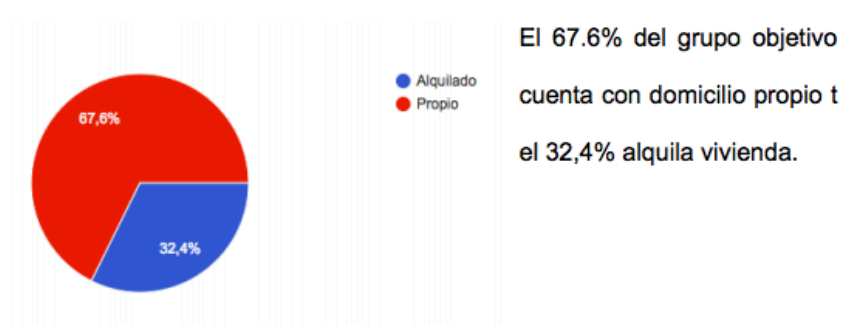 67,6%
32,4%
Alquilado
Propio
El 67.6% del grupo objetivo
cuenta con domicilio propio t
el 32,4% alquila vivienda.